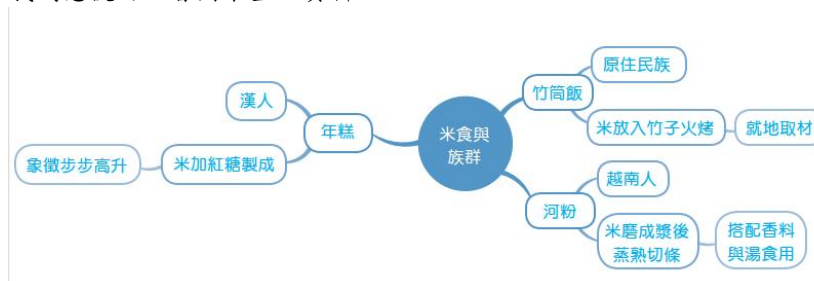 漢人
年糕
米加紅糖製成
象徵步步高升
米食與
族群
竹筒飯
原住民族
米放入竹子火烤
就地取材
河粉
越南人
米磨成漿後
蒸熟切條
搭配香料
與湯食用